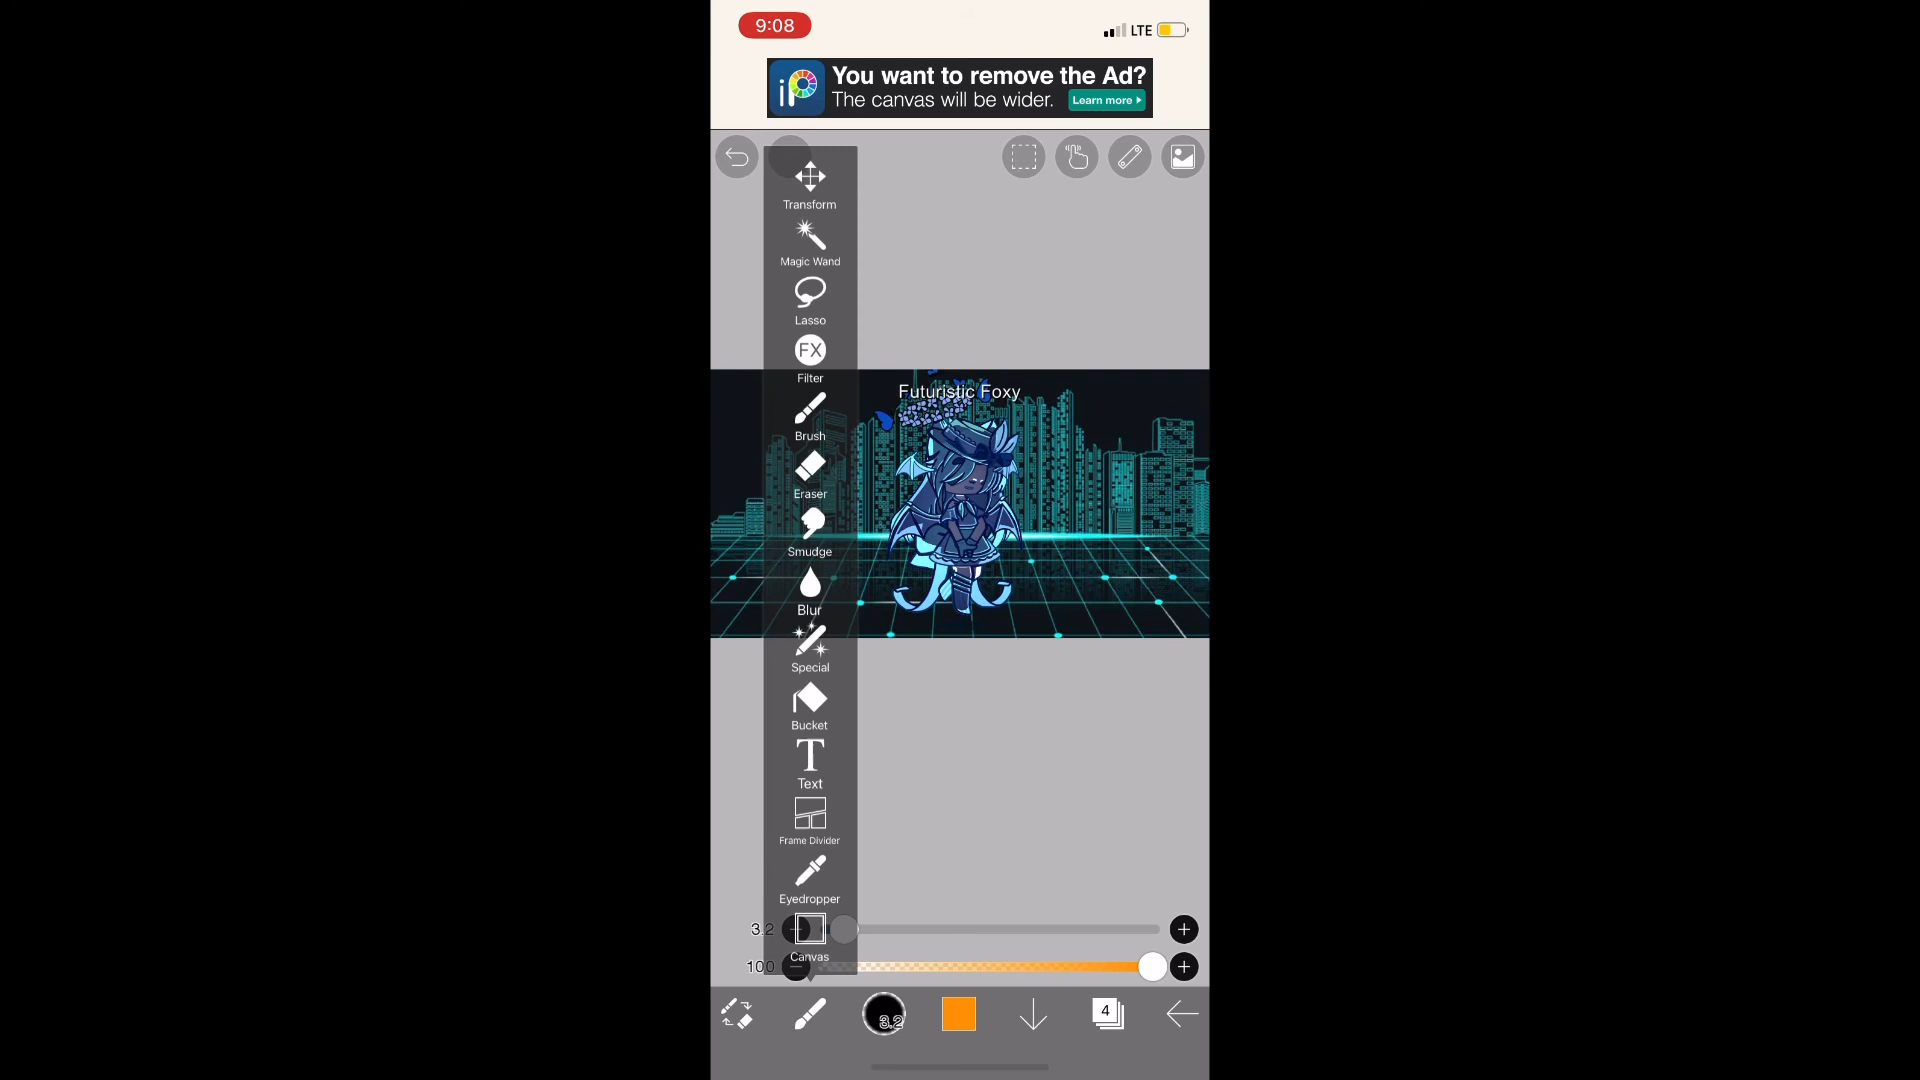 9:08
LTE
iP
You want to remove the Ad?
The canvas will be wider.
Learn more
Transform
Magic Wand
Lasso
FX
Filter
Futuristic Foxy
Brush
Eraser
Smudge
Blur
Special
Bucket
T
Text
Frame Divider
Eyedropper
3.2
Canvas
100
3.2
4